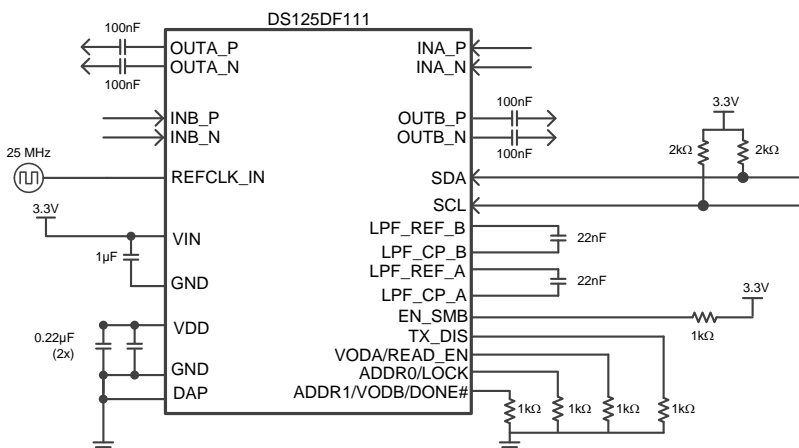 DS125DF111
100nF
OUTA_P
OUTA_N
100nF
INA_P
INA_N
INB_P
INB_N
100nF
OUTB_P
OUTB_N
100nF
3.3V
2kΩ
2kΩ
25 MHz
REFCLK_IN
SDA
SCL
3.3V
VIN
1µF
GND
LPF_REF_B
22nF
LPF_CP_B
LPF_REF_A
22nF
LPF_CP_A
EN_SMB
3.3V
1kΩ
0.22µF
(2x)
VDD
GND
DAP
TX_DIS
VODA/READ_EN
ADDR0/LOCK
ADDR1/VODB/DONE#
1kΩ
1kΩ
1kΩ
1kΩ